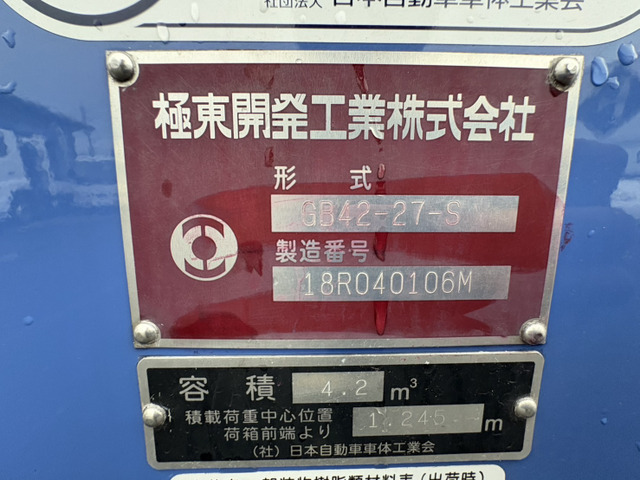 社団法人 日本自動車車体工業会
極東開発工業株式会社
形 式
GB42-27-S
製造番号
18R040106M
容 積 4.2 m³
積載荷重中心位置
荷箱前端より 1.245 m
(社)日本自動車車体工業会